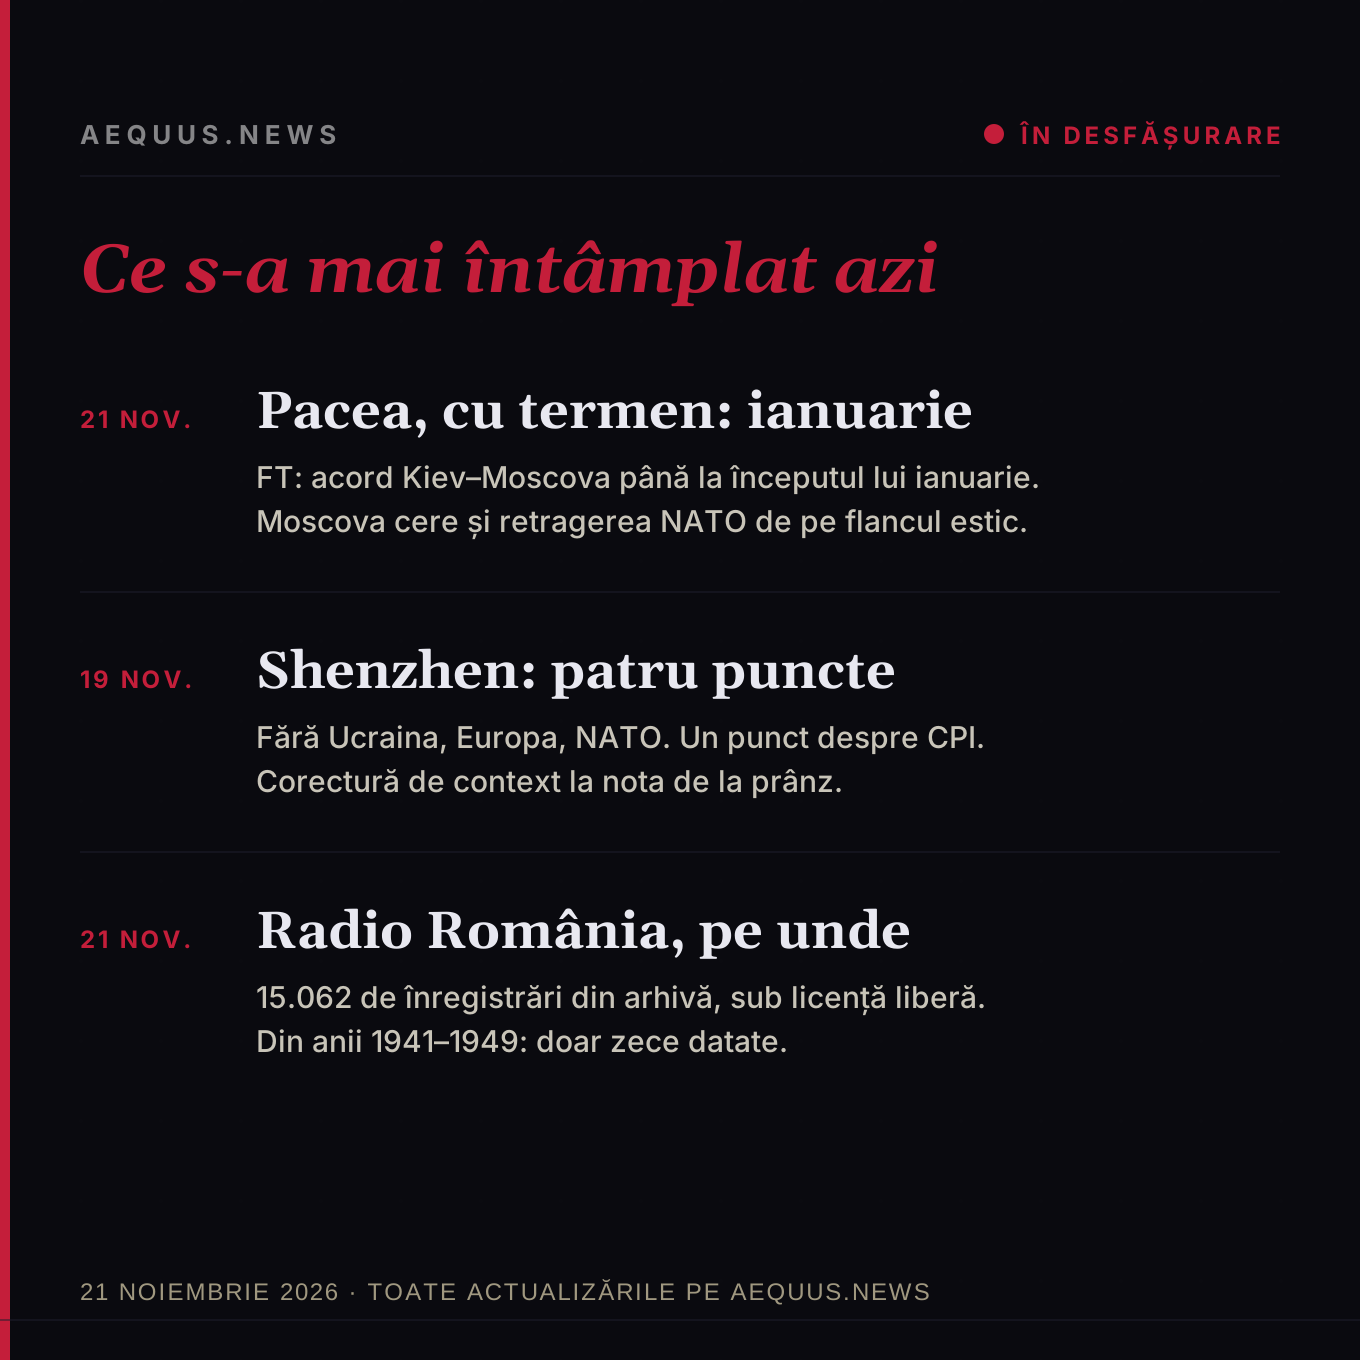 AEQUUS.NEWS
ÎN DESFĂȘURARE
Ce s-a mai întâmplat azi
21 NOV.
Pacea, cu termen: ianuarie
FT: acord Kiev–Moscova până la începutul lui ianuarie.
Moscova cere și retragerea NATO de pe flancul estic.
19 NOV.
Shenzhen: patru puncte
Fără Ucraina, Europa, NATO. Un punct despre CPI.
Corectură de context la nota de la prânz.
21 NOV.
Radio România, pe unde
15.062 de înregistrări din arhivă, sub licență liberă.
Din anii 1941–1949: doar zece datate.
21 NOIEMBRIE 2026 · TOATE ACTUALIZĂRILE PE AEQUUS.NEWS